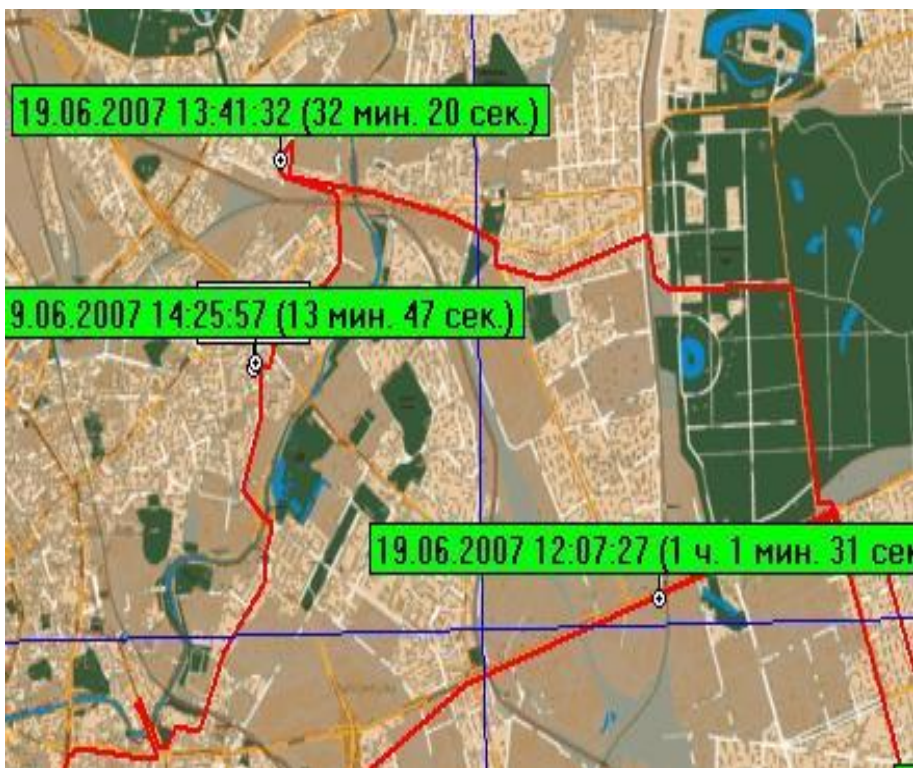 19.06.2007 13:41:32 (32 мин. 20 сек.)
9.06.2007 14:25:57 (13 мин. 47 сек.)
19.06.2007 12:07:27 (1 ч. 1 мин. 31 сек